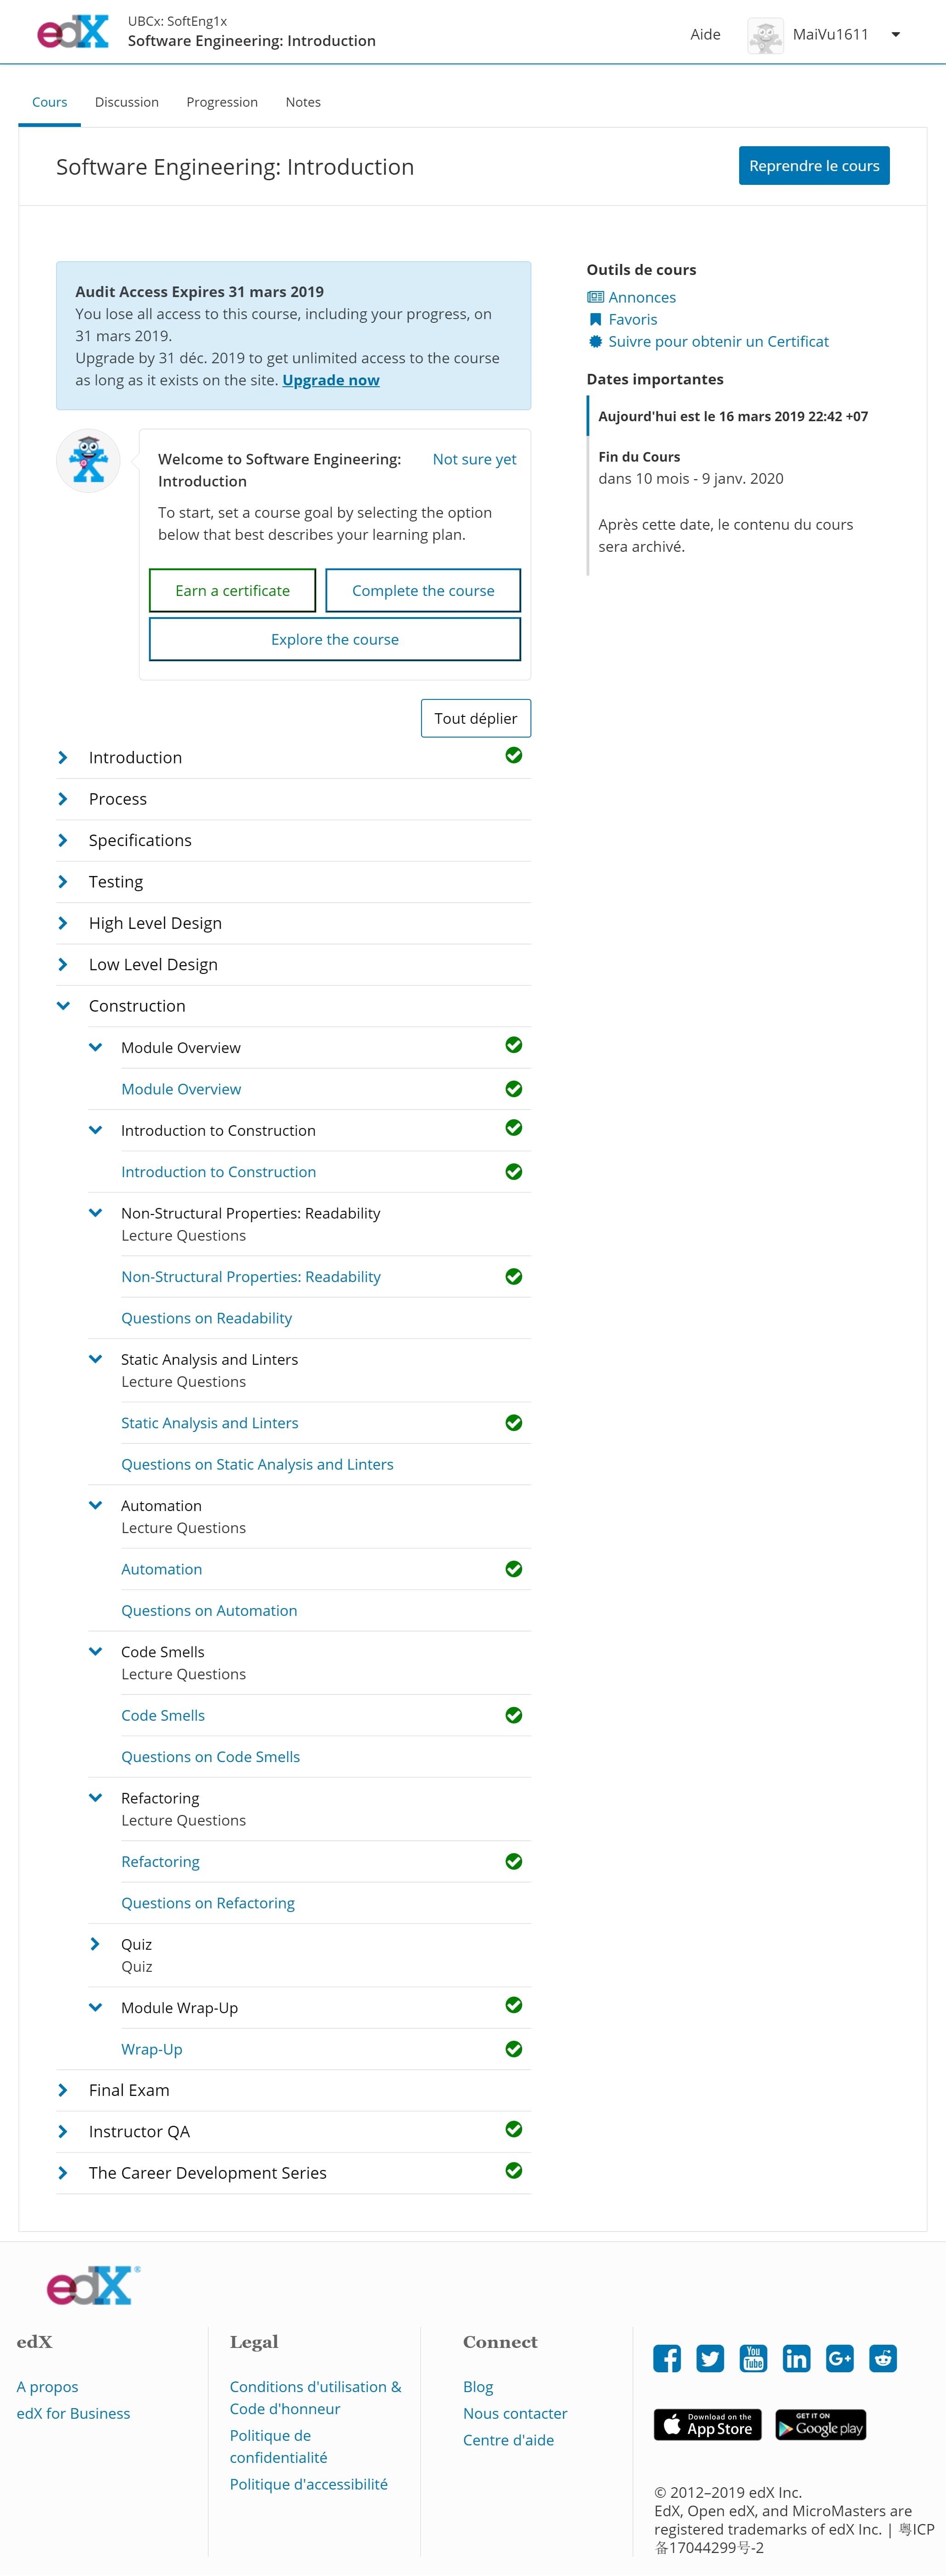 edX
UBCx: SoftEng1x
Software Engineering: Introduction
Aide
MaiVu1611
Cours
Discussion
Progression
Notes
Software Engineering: Introduction
Reprendre le cours
Audit Access Expires 31 mars 2019
You lose all access to this course, including your progress, on
31 mars 2019.
Upgrade by 31 déc. 2019 to get unlimited access to the course
as long as it exists on the site. Upgrade now
Welcome to Software Engineering:
Introduction
Not sure yet
To start, set a course goal by selecting the option
below that best describes your learning plan.
Earn a certificate
Complete the course
Explore the course
Outils de cours
Annonces
Favoris
Suivre pour obtenir un Certificat
Dates importantes
Aujourd'hui est le 16 mars 2019 22:42 +07
Fin du Cours
dans 10 mois - 9 janv. 2020
Après cette date, le contenu du cours
sera archivé.
Tout déplier
Introduction
Process
Specifications
Testing
High Level Design
Low Level Design
Construction
Module Overview
Module Overview
Introduction to Construction
Introduction to Construction
Non-Structural Properties: Readability
Lecture Questions
Non-Structural Properties: Readability
Questions on Readability
Static Analysis and Linters
Lecture Questions
Static Analysis and Linters
Questions on Static Analysis and Linters
Automation
Lecture Questions
Automation
Questions on Automation
Code Smells
Lecture Questions
Code Smells
Questions on Code Smells
Refactoring
Lecture Questions
Refactoring
Questions on Refactoring
Quiz
Quiz
Module Wrap-Up
Wrap-Up
Final Exam
Instructor QA
The Career Development Series
edX®
edX
A propos
edX for Business
Legal
Conditions d'utilisation &
Code d'honneur
Politique de
confidentialité
Politique d'accessibilité
Connect
Blog
Nous contacter
Centre d'aide
You
Tube
in
G+
Download on the
App Store
GET IT ON
Google play
© 2012–2019 edX Inc.
EdX, Open edX, and MicroMasters are
registered trademarks of edX Inc. | 粤ICP
备17044299号-2